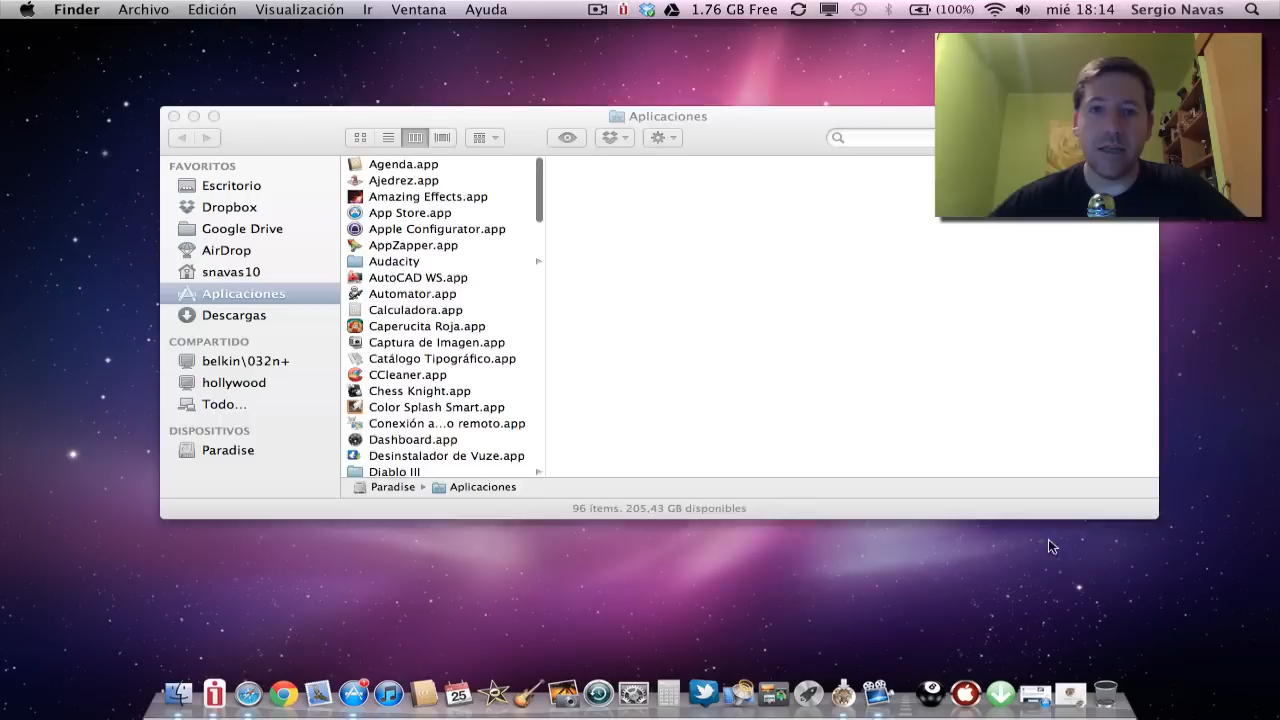 Finder Archivo Edición Visualización Ir Ventana Ayuda 1.76 GB Free (100%) mié 18:14 Sergio Navas
Aplicaciones
FAVORITOS
Escritorio
Dropbox
Google Drive
AirDrop
snavas10
Aplicaciones
Descargas
COMPARTIDO
belkin\032n+
hollywood
Todo...
DISPOSITIVOS
Paradise
Agenda.app
Ajedrez.app
Amazing Effects.app
App Store.app
Apple Configurator.app
AppZapper.app
Audacity
AutoCAD WS.app
Automator.app
Calculadora.app
Caperucita Roja.app
Captura de Imagen.app
Catálogo Tipográfico.app
CCleaner.app
Chess Knight.app
Color Splash Smart.app
Conexión a...o remoto.app
Dashboard.app
Desinstalador de Vuze.app
Diablo III
Paradise Aplicaciones
96 ítems. 205,43 GB disponibles
25